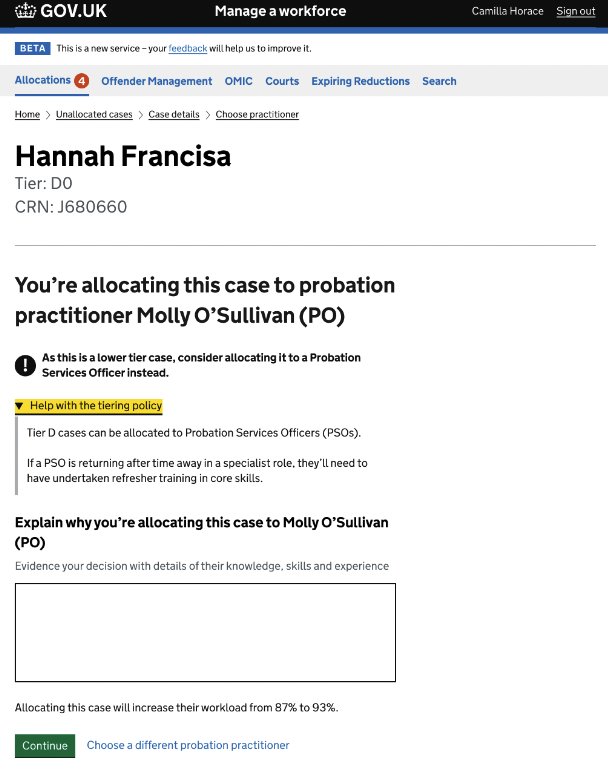 GOV.UK Manage a workforce Camilla Horace Sign out
BETA This is a new service – your feedback will help us to improve it.
Allocations 4 Offender Management OMIC Courts Expiring Reductions Search
Home > Unallocated cases > Case details > Choose practitioner
Hannah Francisa
Tier: D0
CRN: J680660
You're allocating this case to probation
practitioner Molly O'Sullivan (PO)
! As this is a lower tier case, consider allocating it to a Probation
Services Officer instead.
▼ Help with the tiering policy
Tier D cases can be allocated to Probation Services Officers (PSOs).
If a PSO is returning after time away in a specialist role, they'll need to
have undertaken refresher training in core skills.
Explain why you're allocating this case to Molly O'Sullivan
(PO)
Evidence your decision with details of their knowledge, skills and experience
Allocating this case will increase their workload from 87% to 93%.
Continue Choose a different probation practitioner